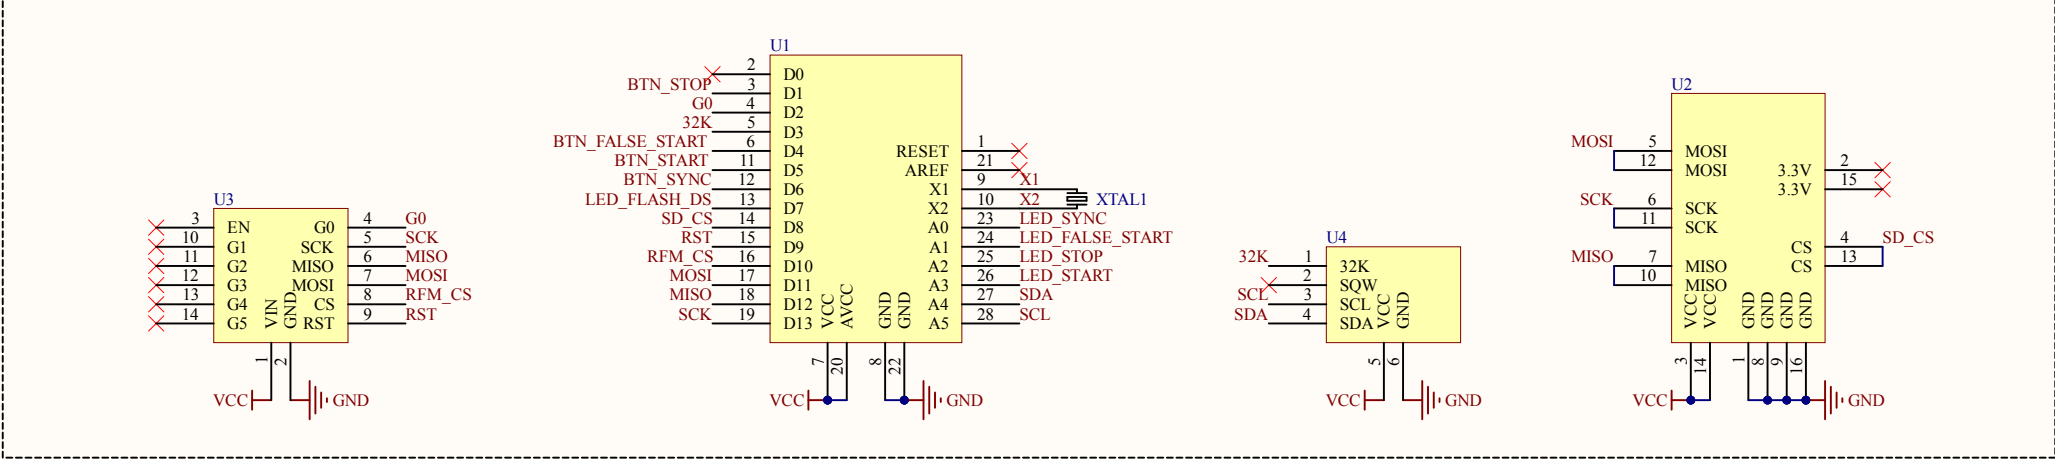 U3
3 EN
10 G1
11 G2
12 G3
13 G4
14 G5
G0 4 G0
SCK 5 SCK
MISO 6 MISO
MOSI 7 MOSI
CS 8 RFM_CS
RST 9 RST
VIN GND
1 2
VCC GND
U1
2 D0
BTN_STOP 3 D1
G0 4 D2
32K 5 D3
BTN_FALSE_START 6 D4
BTN_START 11 D5
BTN_SYNC 12 D6
LED_FLASH_DS 13 D7
SD_CS 14 D8
RST 15 D9
RFM_CS 16 D10
MOSI 17 D11
MISO 18 D12
SCK 19 D13
RESET 1
AREF 21
X1 9 X1
X2 10 X2
XTAL1
A0 23 LED_SYNC
A1 24 LED_FALSE_START
A2 25 LED_STOP
A3 26 LED_START
A4 27 SDA
A5 28 SCL
VCC AVCC GND GND
7 20 8 22
VCC GND
U4
32K 1 32K
2 SQW
SCL 3 SCL
SDA 4 SDA
VCC GND
5 6
VCC GND
U2
MOSI 5 MOSI
12 MOSI
SCK 6 SCK
11 SCK
MISO 7 MISO
10 MISO
3.3V 2
3.3V 15
CS 4 SD_CS
CS 13
VCC VCC GND GND GND GND
3 14 1 8 9 16
VCC GND